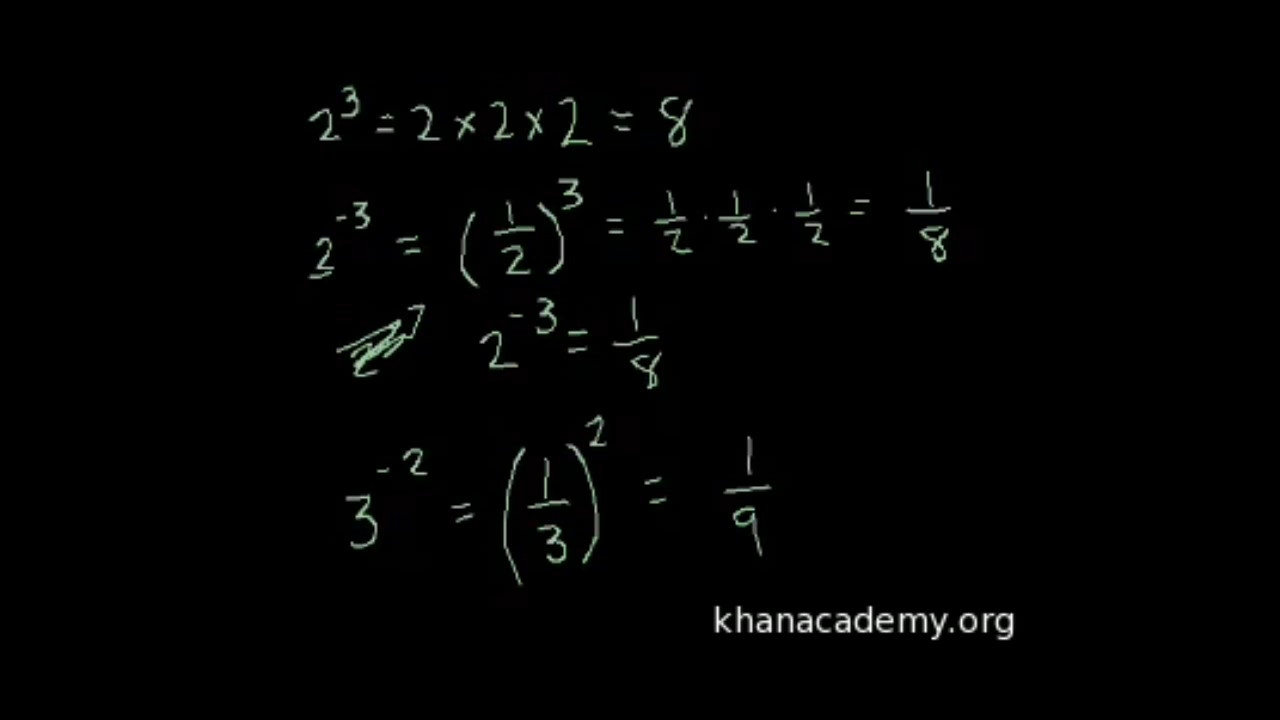 2³ = 2 × 2 × 2 = 8
2⁻³ = (1/2)³ = 1/2 · 1/2 · 1/2 = 1/8
2⁻³ = 1/8
3⁻² = (1/3)² = 1/9
khanacademy.org